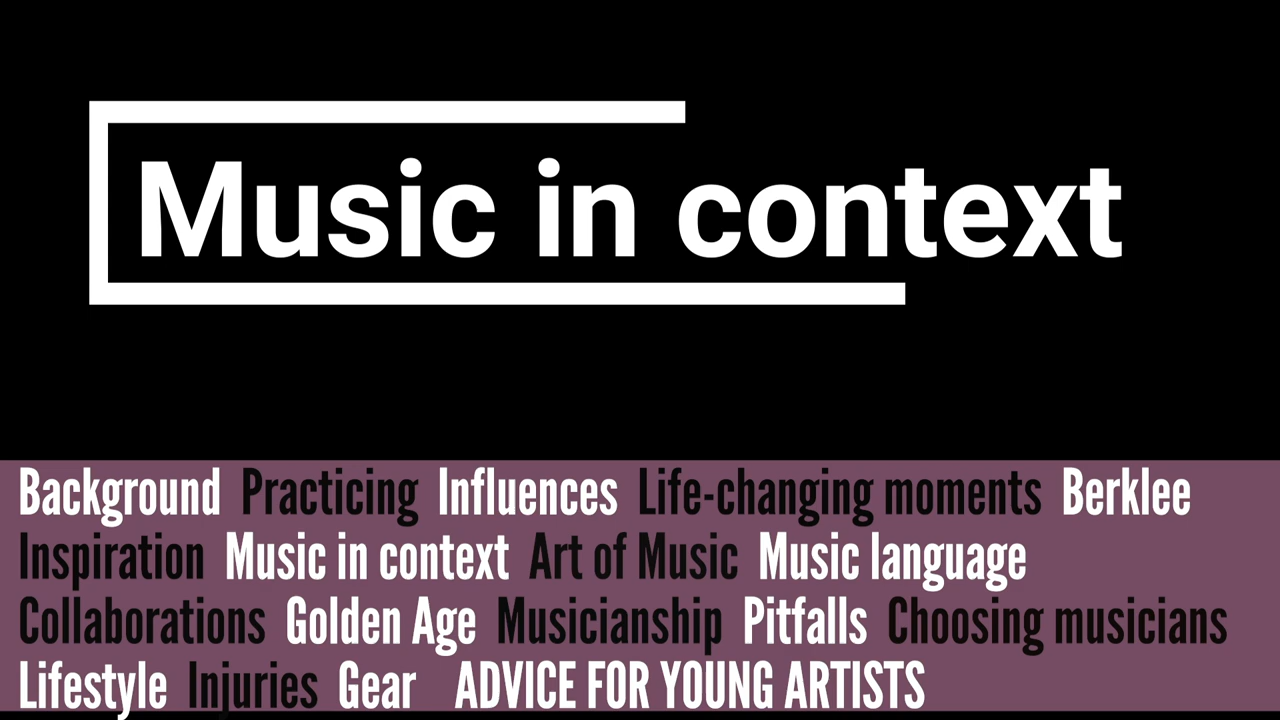 Music in context
Background Practicing Influences Life-changing moments Berklee
Inspiration Music in context Art of Music Music language
Collaborations Golden Age Musicianship Pitfalls Choosing musicians
Lifestyle Injuries Gear ADVICE FOR YOUNG ARTISTS